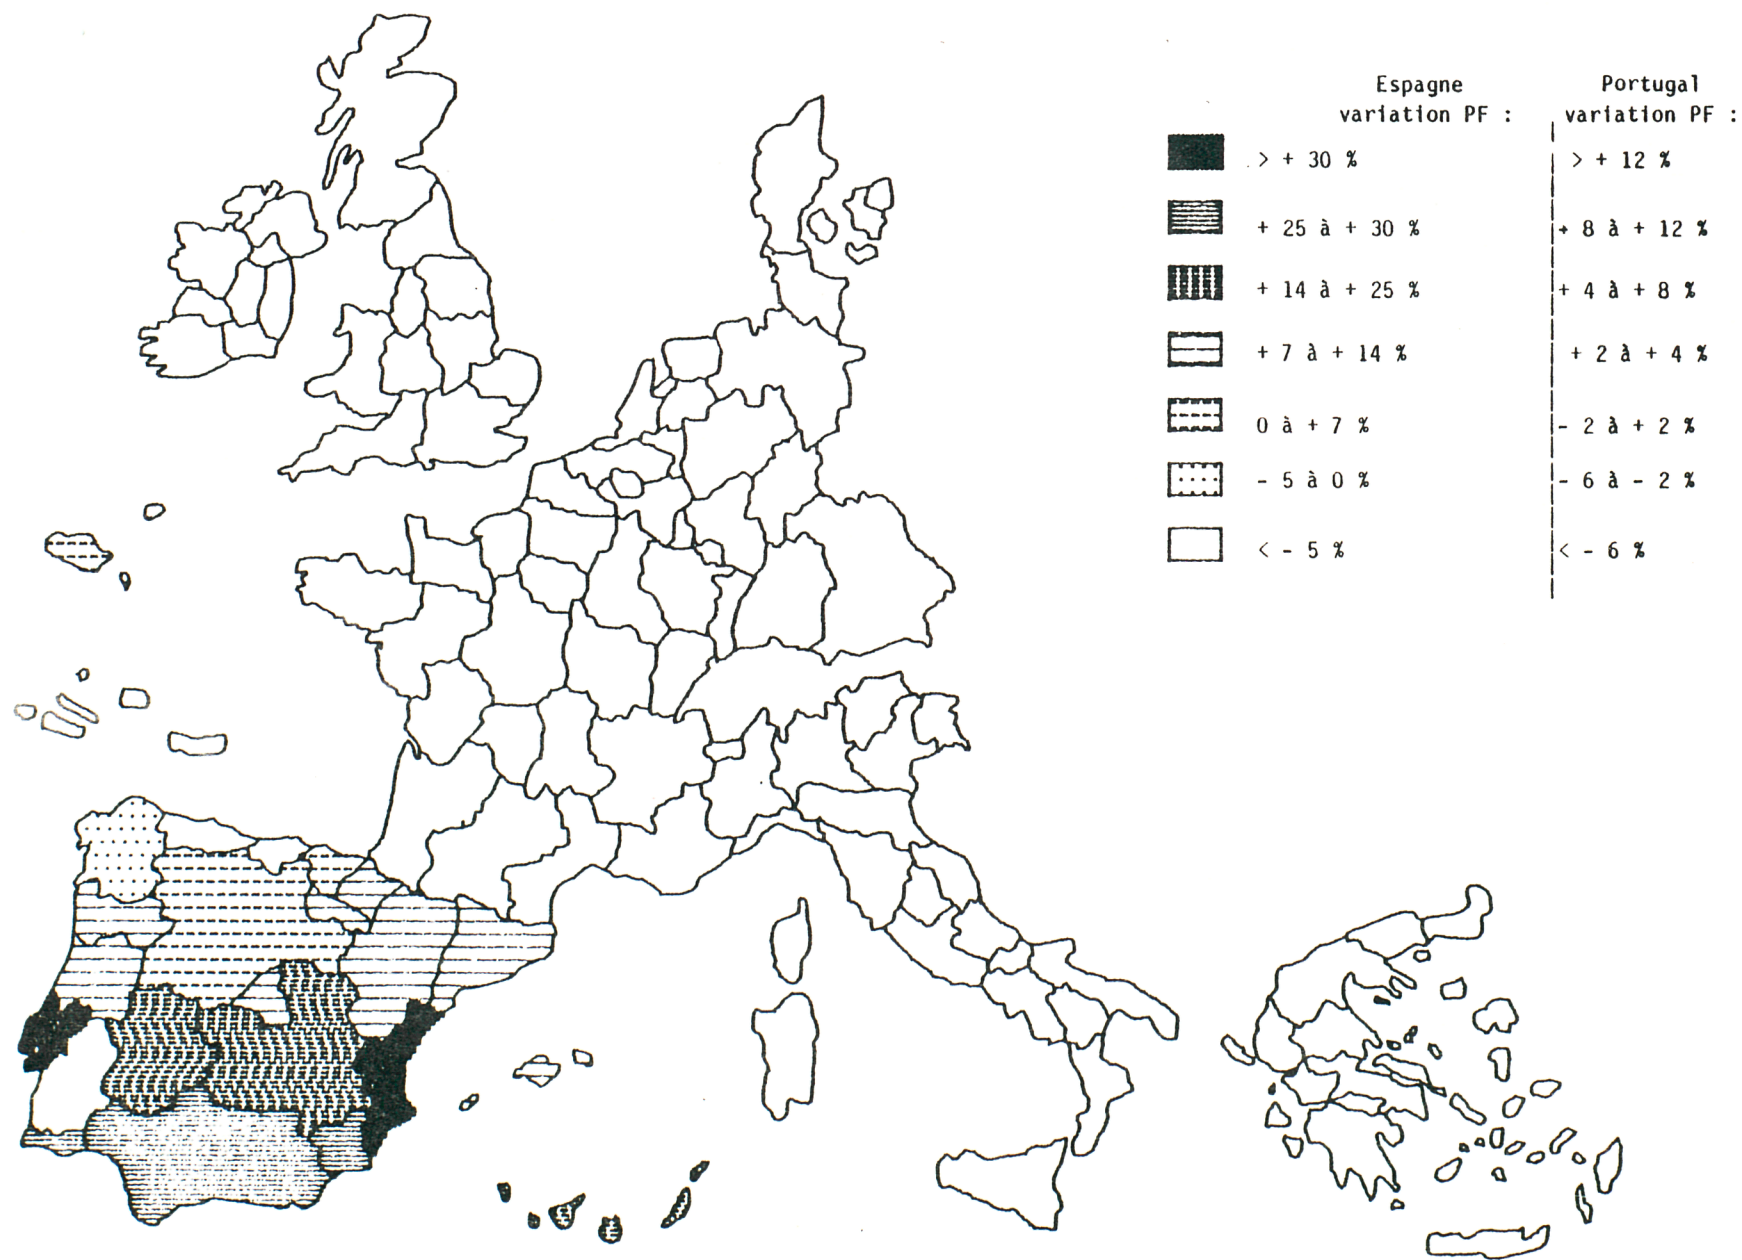 Espagne Portugal
variation PF : variation PF :
> + 30 % > + 12 %
+ 25 à + 30 % + 8 à + 12 %
+ 14 à + 25 % + 4 à + 8 %
+ 7 à + 14 % + 2 à + 4 %
0 à + 7 % - 2 à + 2 %
- 5 à 0 % - 6 à - 2 %
< - 5 % < - 6 %